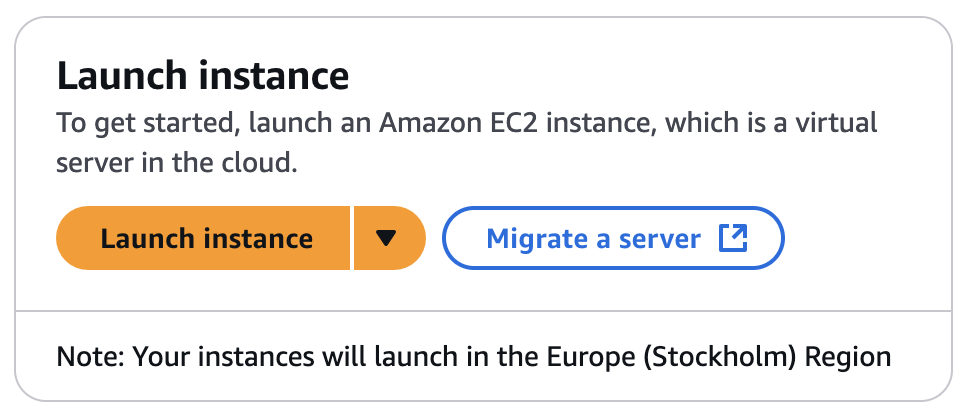 Launch instance
To get started, launch an Amazon EC2 instance, which is a virtual
server in the cloud.
Launch instance
Migrate a server
Note: Your instances will launch in the Europe (Stockholm) Region